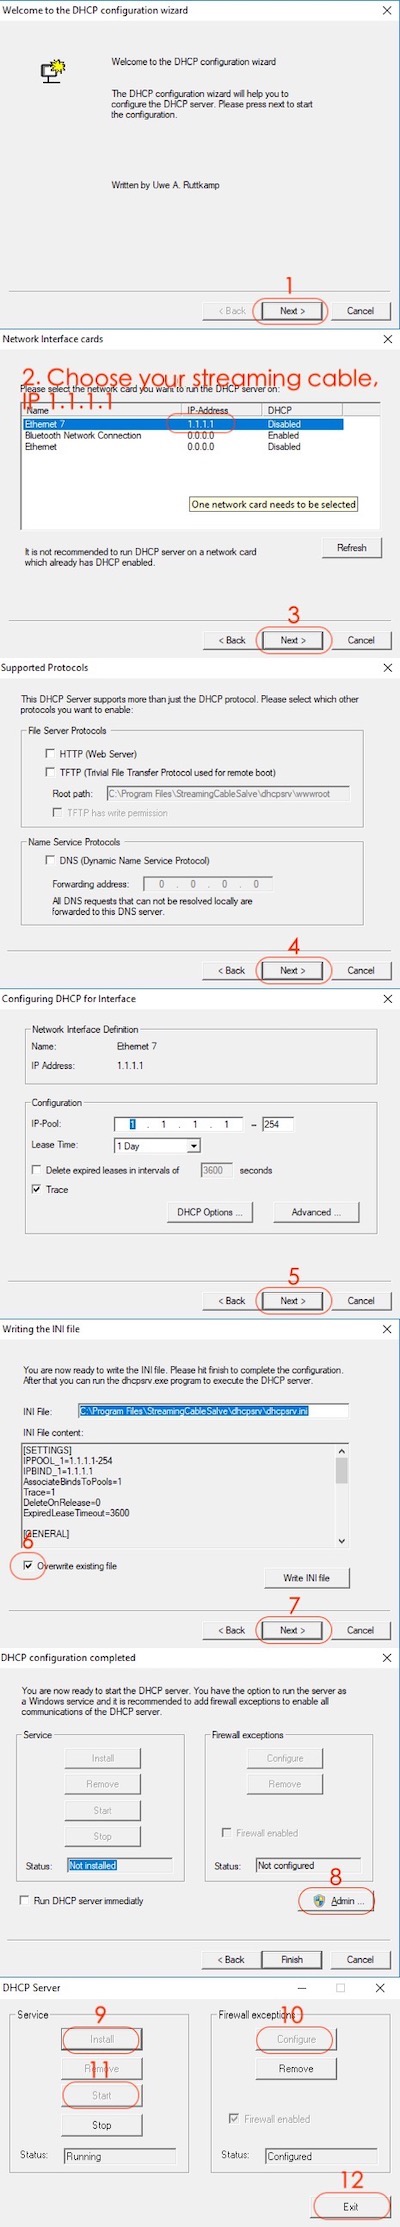 Welcome to the DHCP configuration wizard
Welcome to the DHCP configuration wizard
The DHCP configuration wizard will help you to
configure the DHCP server. Please press next to start
the configuration.
Written by Uwe A. Ruttkamp
1
< Back Next > Cancel
Network Interface cards
2. Choose your streaming cable,
IP 1.1.1.1
Please select the network card you want to run the DHCP server on:
Name IP-Address DHCP
Ethernet 7 1.1.1.1 Disabled
Bluetooth Network Connection 0.0.0.0 Enabled
Ethernet 0.0.0.0 Disabled
One network card needs to be selected
It is not recommended to run DHCP server on a network card
which already has DHCP enabled.
Refresh
3
< Back Next > Cancel
Supported Protocols
This DHCP Server supports more than just the DHCP protocol. Please select which other
protocols you want to enable:
File Server Protocols
HTTP (Web Server)
TFTP (Trivial File Transfer Protocol used for remote boot)
Root path: C:\Program Files\StreamingCableSalve\dhcpsrv\wwwroot
TFTP has write permission
Name Service Protocols
DNS (Dynamic Name Service Protocol)
Forwarding address: 0 . 0 . 0 . 0
All DNS requests that can not be resolved locally are
forwarded to this DNS server.
4
< Back Next > Cancel
Configuring DHCP for Interface
Network Interface Definition
Name: Ethernet 7
IP Address: 1.1.1.1
Configuration
IP-Pool: 1 . 1 . 1 . 1 - 254
Lease Time: 1 Day
Delete expired leases in intervals of 3600 seconds
Trace
DHCP Options ... Advanced ...
5
< Back Next > Cancel
Writing the INI file
You are now ready to write the INI file. Please hit finish to complete the configuration.
After that you can run the dhcpsrv.exe program to execute the DHCP server.
INI File: C:\Program Files\StreamingCableSalve\dhcpsrv\dhcpsrv.ini
INI File content:
[SETTINGS]
IPPOOL_1=1.1.1.1-254
IPBIND_1=1.1.1.1
AssociateBindsToPools=1
Trace=1
DeleteOnRelease=0
ExpiredLeaseTimeout=3600
[GENERAL]
6
Overwrite existing file
Write INI file
7
< Back Next > Cancel
DHCP configuration completed
You are now ready to start the DHCP server. You have the option to run the server as
a Windows service and it is recommended to add firewall exceptions to enable all
communications of the DHCP server.
Service Firewall exceptions
Install Configure
Remove Remove
Start
Stop Firewall enabled
Status: Not installed Status: Not configured
8
Run DHCP server immediatly Admin ...
< Back Finish Cancel
DHCP Server
Service Firewall exceptions
9 10
Install Configure
11
Remove Remove
Start
Stop Firewall enabled
Status: Running Status: Configured
12
Exit